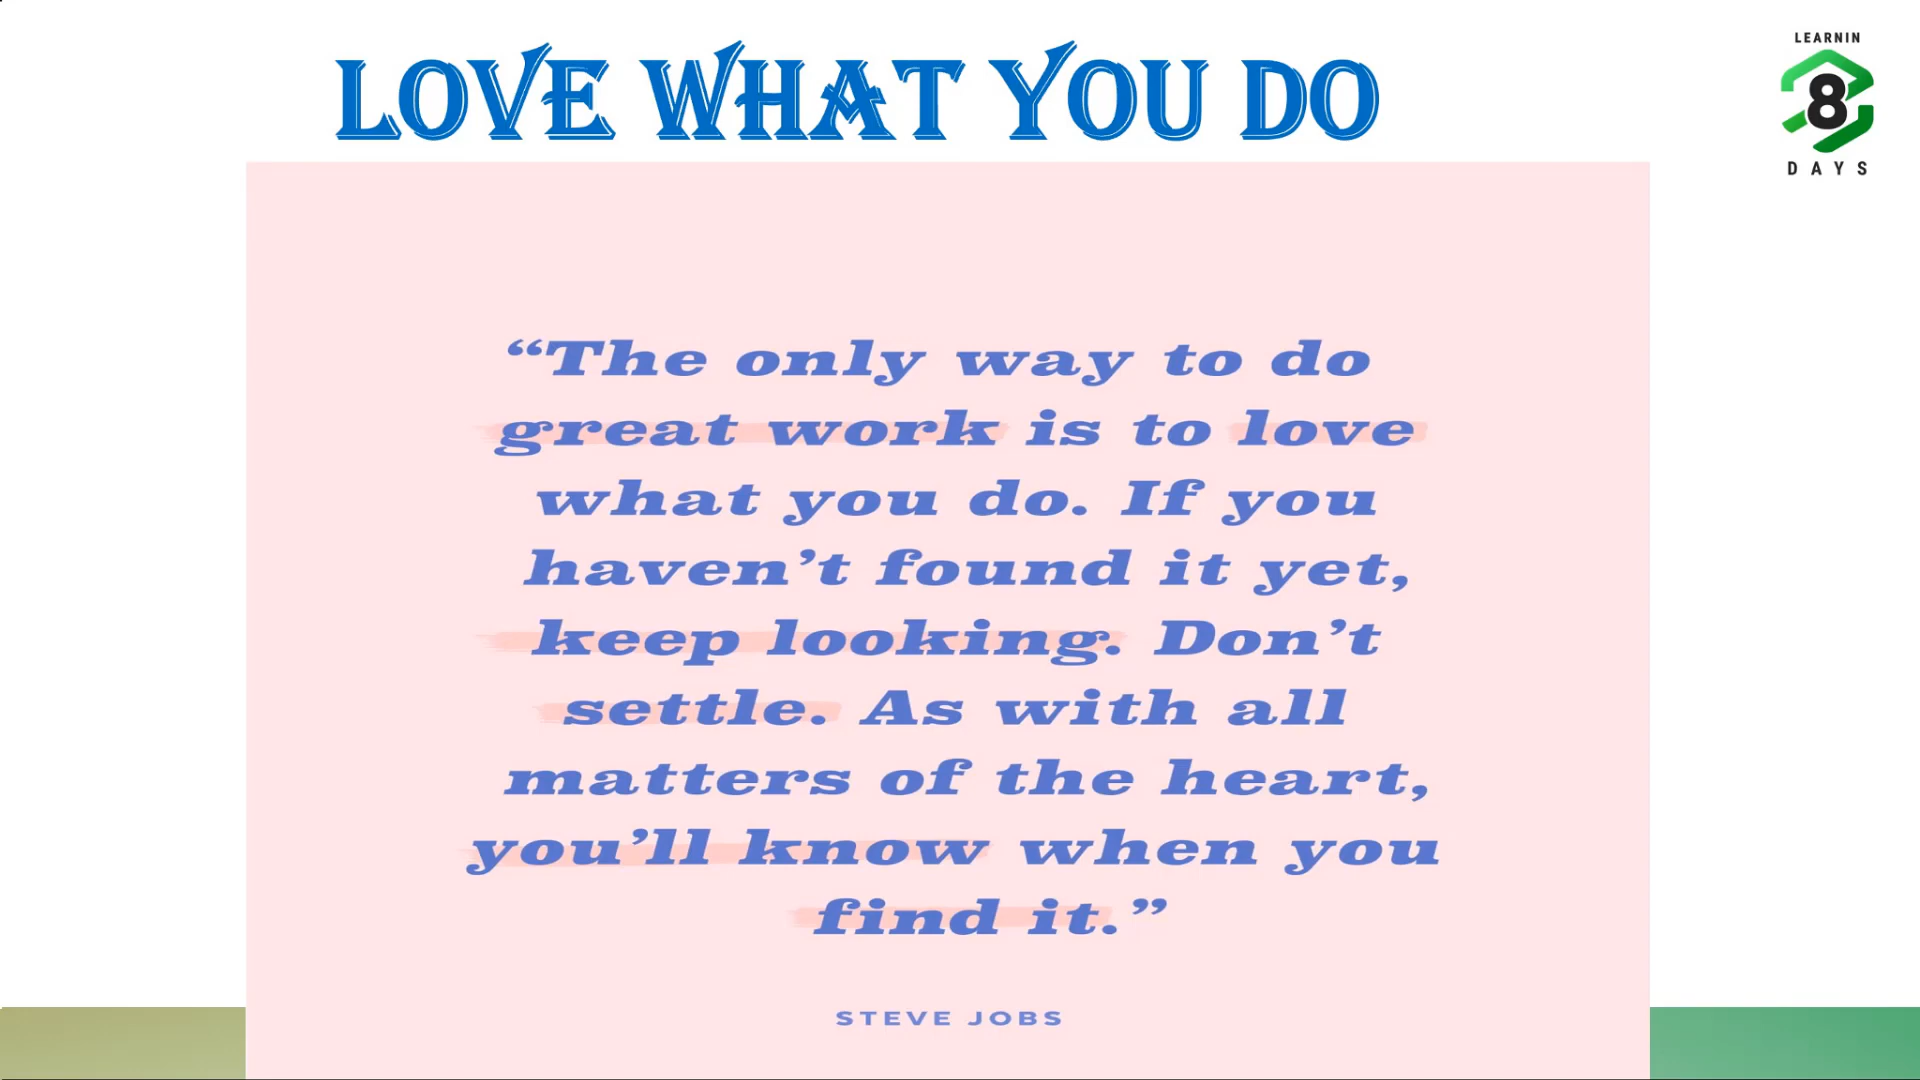 LOVE WHAT YOU DO
LEARNIN
8
DAYS
“The only way to do
great work is to love
what you do. If you
haven’t found it yet,
keep looking. Don’t
settle. As with all
matters of the heart,
you’ll know when you
find it.”
STEVE JOBS